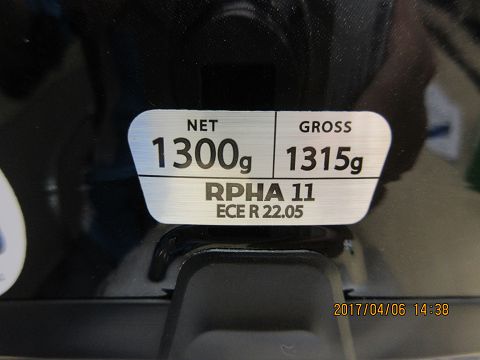 NET GROSS
1300g 1315g
RPHA 11
ECE R 22.05
2017/04/06 14:38